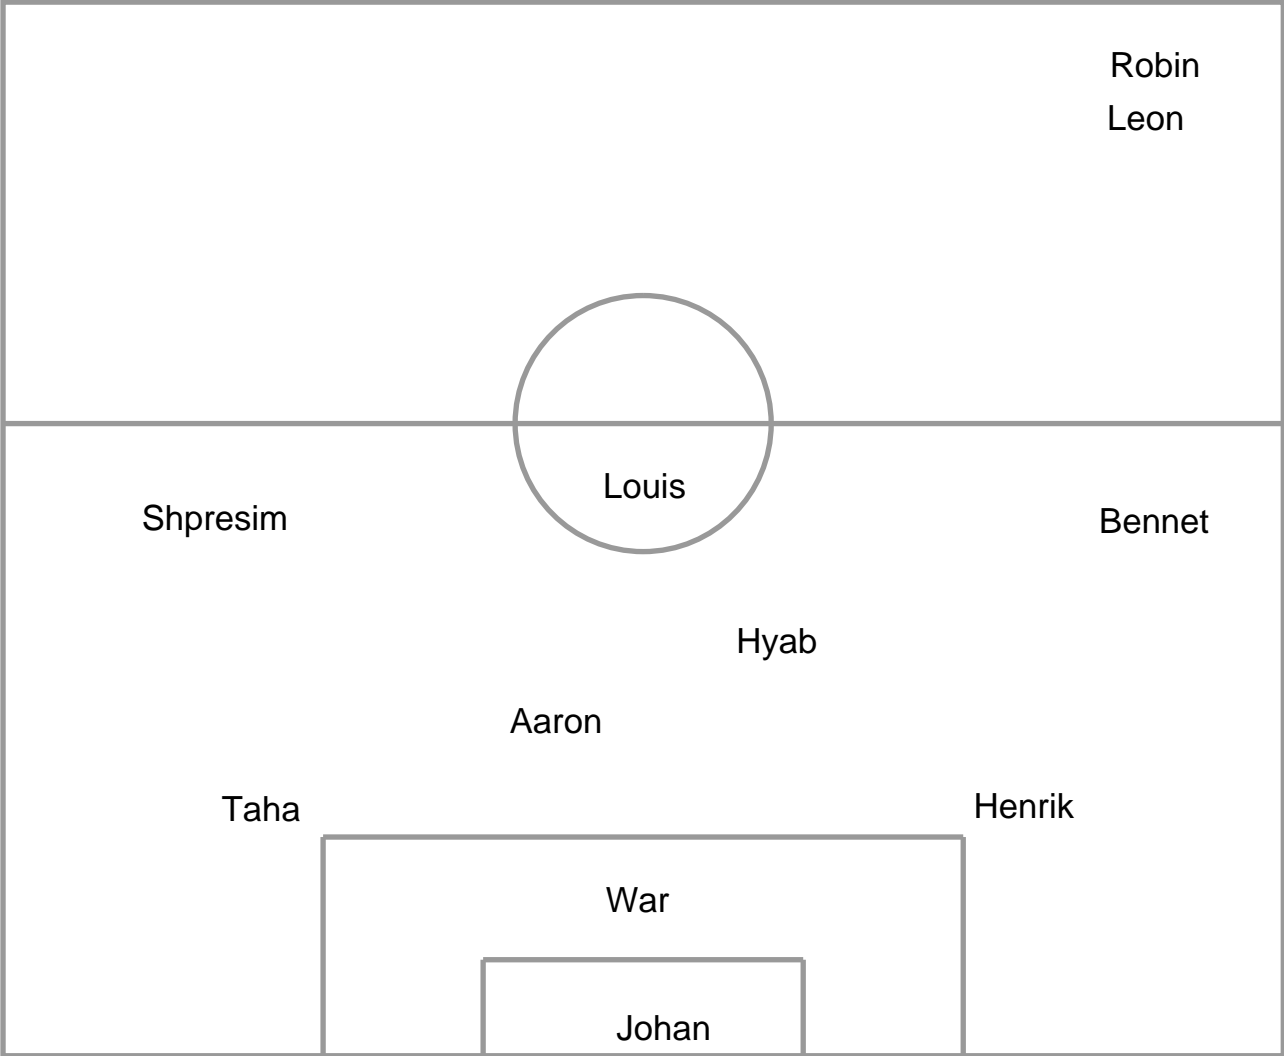 Robin
Leon
Louis
Shpresim
Bennet
Hyab
Aaron
Taha
Henrik
War
Johan